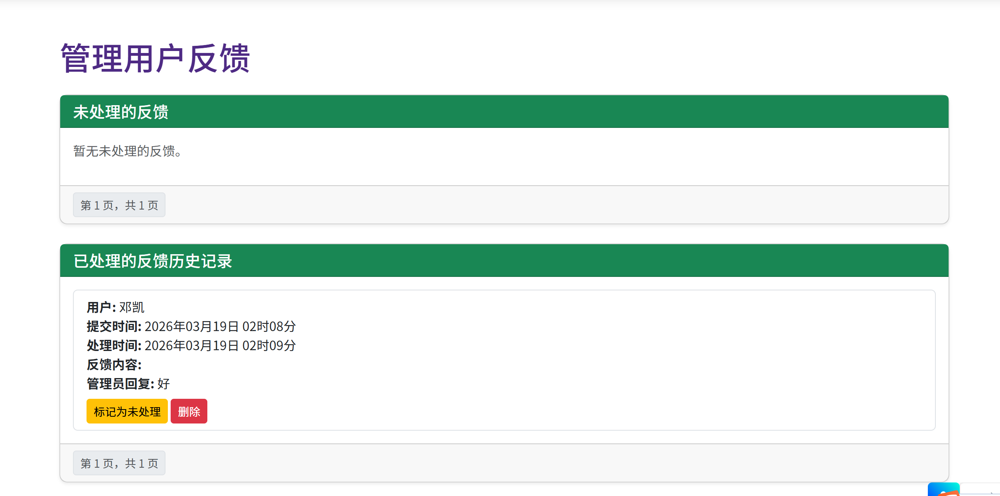 管理用户反馈
未处理的反馈
暂无未处理的反馈。
第 1 页，共 1 页
已处理的反馈历史记录
用户: 邓凯
提交时间: 2026年03月19日 02时08分
处理时间: 2026年03月19日 02时09分
反馈内容:
管理员回复: 好
标记为未处理 删除
第 1 页，共 1 页